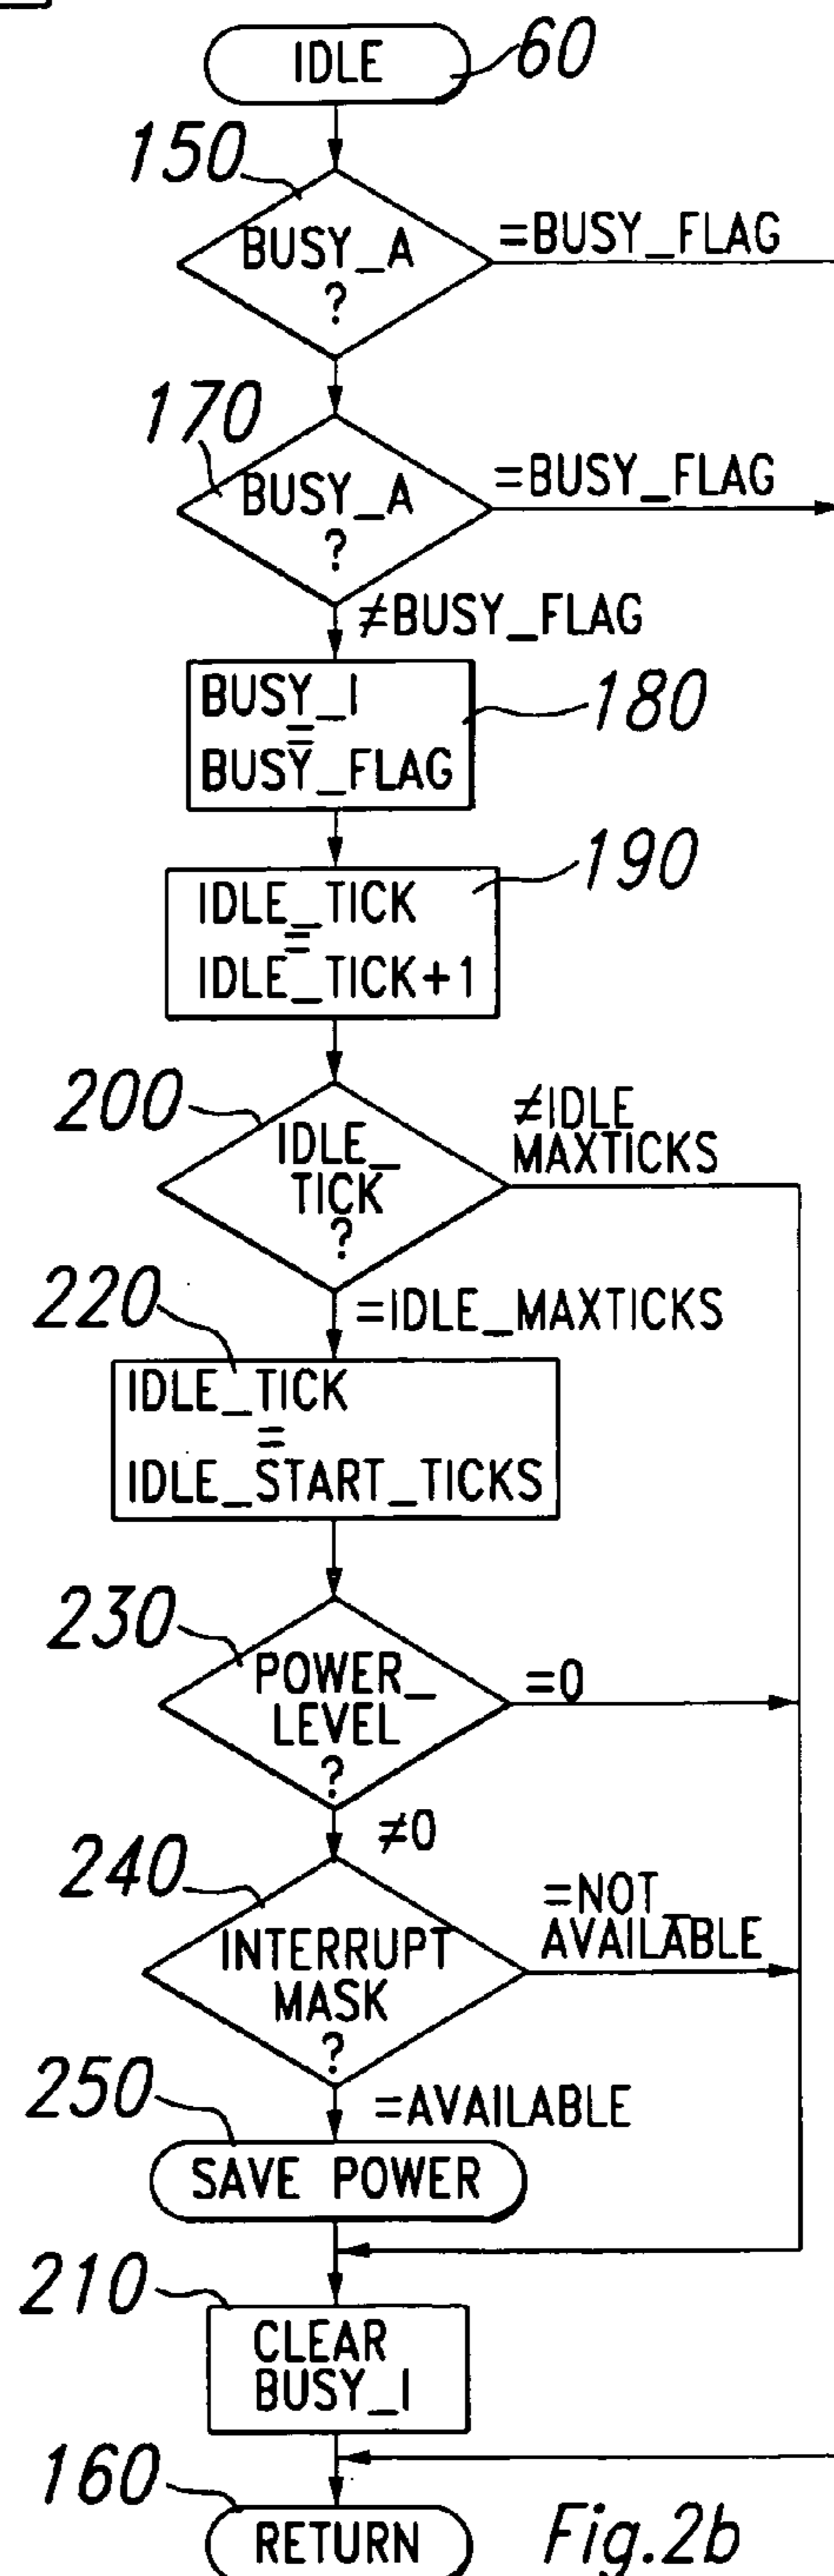 IDLE
60
150
BUSY_A
?
=BUSY_FLAG
170
BUSY_A
?
=BUSY_FLAG
≠BUSY_FLAG
BUSY_I
=
BUSY_FLAG
180
IDLE_TICK
=
IDLE_TICK+1
190
200
IDLE_
TICK
?
≠IDLE
MAXTICKS
=IDLE_MAXTICKS
220
IDLE_TICK
=
IDLE_START_TICKS
230
POWER_
LEVEL
?
=0
≠0
240
INTERRUPT
MASK
?
=NOT_
AVAILABLE
=AVAILABLE
250
SAVE POWER
210
CLEAR
BUSY_I
160
RETURN
Fig.2b